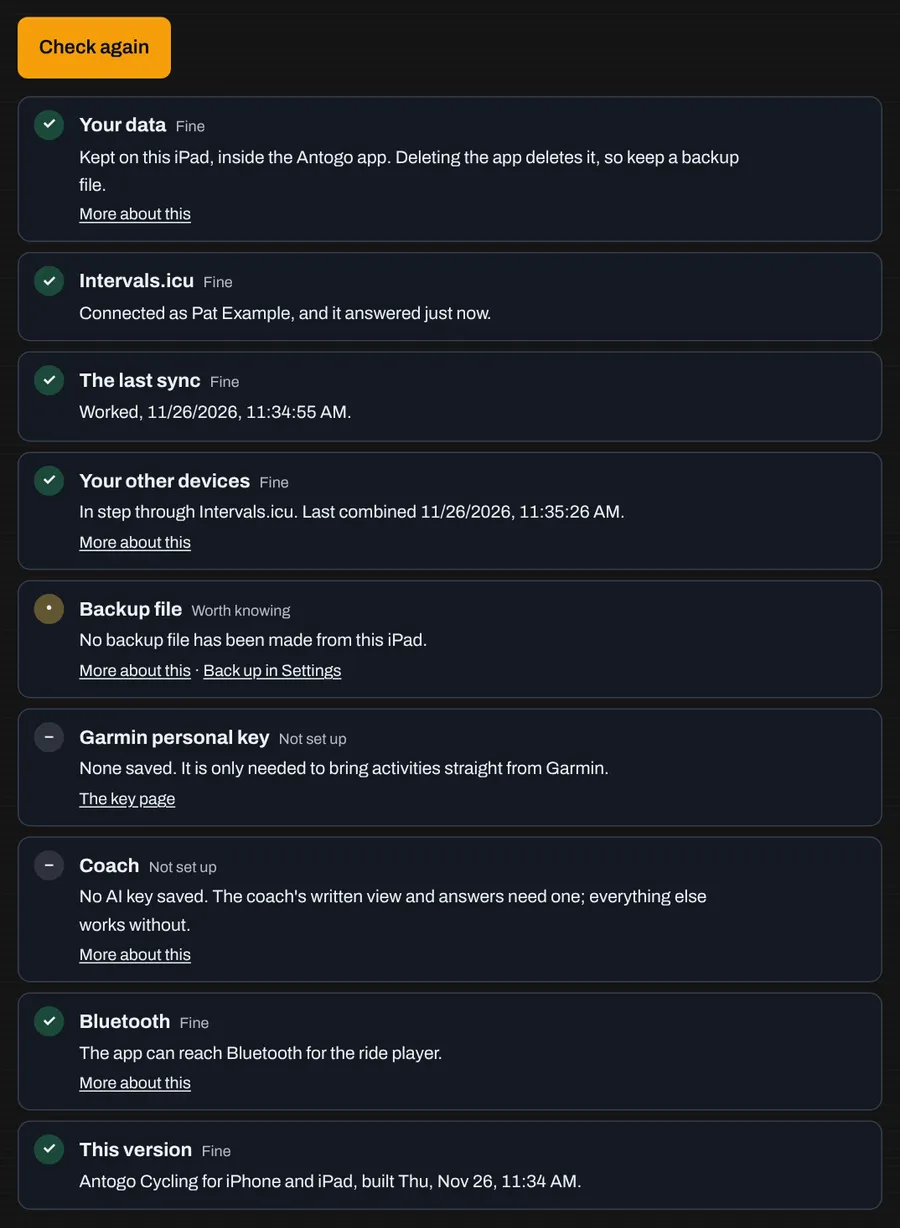 Check again
Your data Fine
Kept on this iPad, inside the Antogo app. Deleting the app deletes it, so keep a backup
file.
More about this
Intervals.icu Fine
Connected as Pat Example, and it answered just now.
The last sync Fine
Worked, 11/26/2026, 11:34:55 AM.
Your other devices Fine
In step through Intervals.icu. Last combined 11/26/2026, 11:35:26 AM.
More about this
Backup file Worth knowing
No backup file has been made from this iPad.
More about this · Back up in Settings
Garmin personal key Not set up
None saved. It is only needed to bring activities straight from Garmin.
The key page
Coach Not set up
No AI key saved. The coach's written view and answers need one; everything else
works without.
More about this
Bluetooth Fine
The app can reach Bluetooth for the ride player.
More about this
This version Fine
Antogo Cycling for iPhone and iPad, built Thu, Nov 26, 11:34 AM.